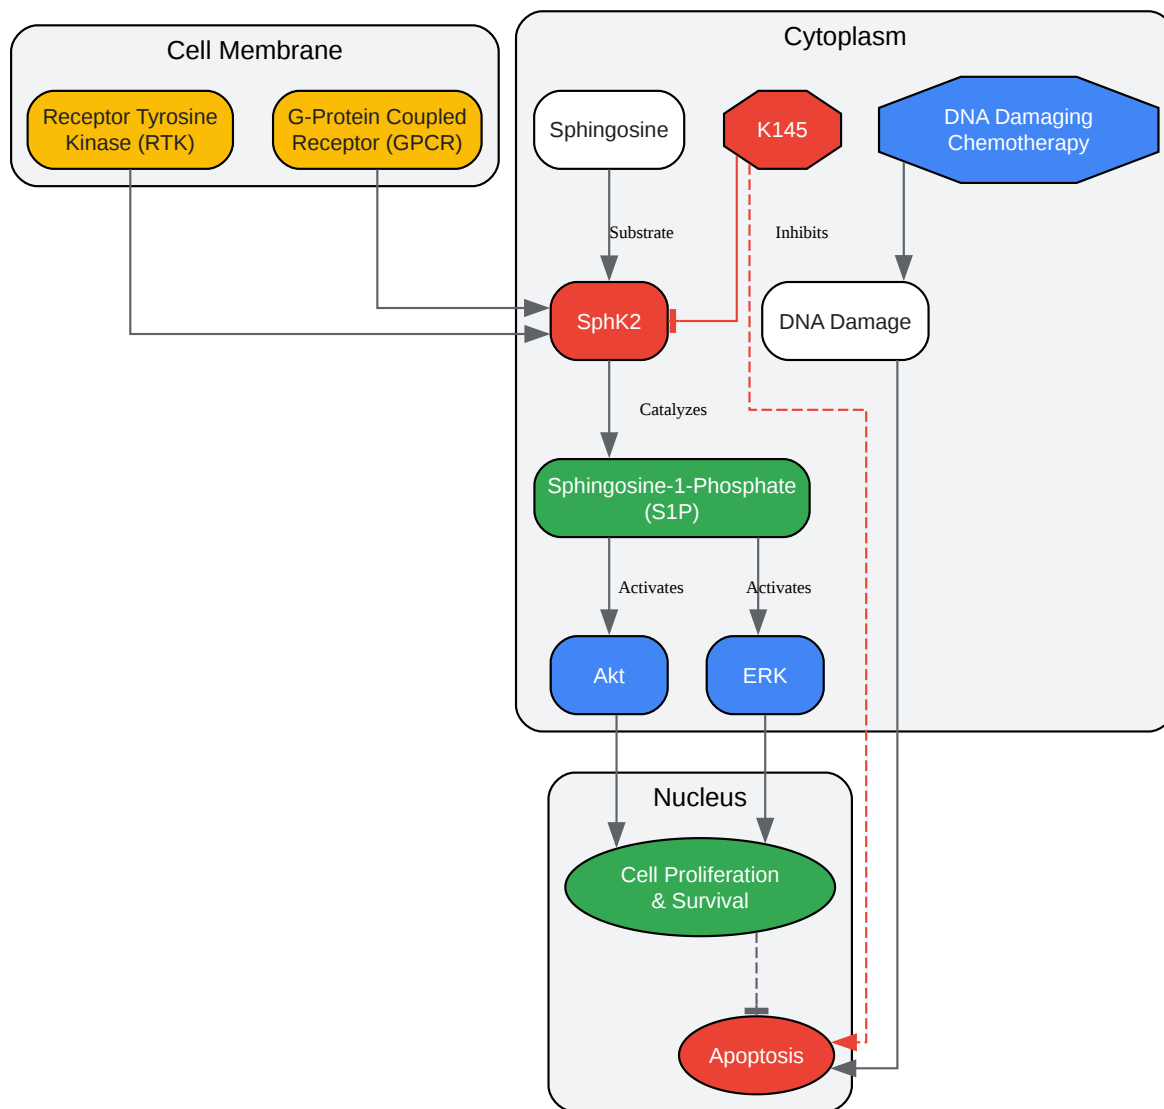 Cell Membrane
Receptor Tyrosine
Kinase (RTK)
G-Protein Coupled
Receptor (GPCR)
Cytoplasm
Sphingosine
K145
DNA Damaging
Chemotherapy
Substrate
Inhibits
SphK2
DNA Damage
Catalyzes
Sphingosine-1-Phosphate
(S1P)
Activates
Activates
Akt
ERK
Nucleus
Cell Proliferation
& Survival
Apoptosis